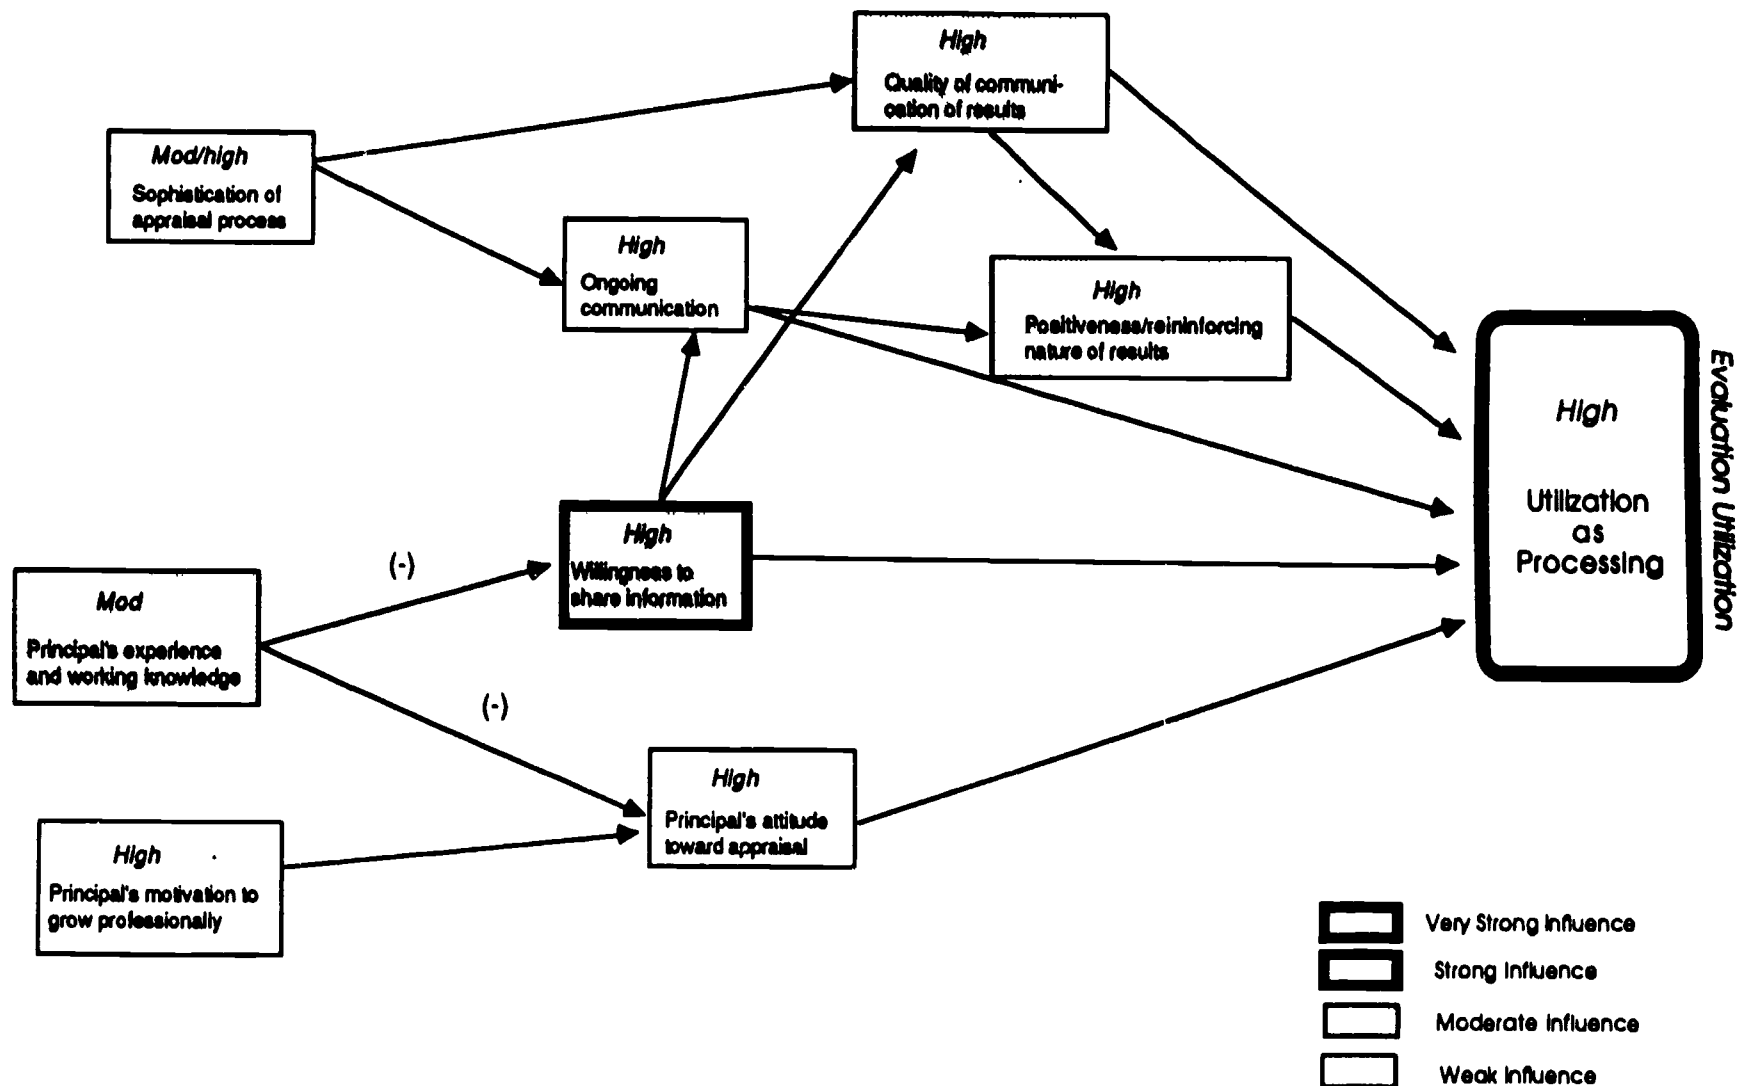 High
Quality of communi-
cation of results
Mod/high
Sophistication of
appraisal process
High
Ongoing
communication
High
Positiveness/reininforcing
nature of results
High
Utilization
as
Processing
Evaluation Utilization
(-)
High
Willingness to
share information
Mod
Principal's experience
and working knowledge
(-)
High
Principal's attitude
toward appraisal
High
Principal's motivation to
grow professionally
Very Strong Influence
Strong Influence
Moderate Influence
Weak Influence